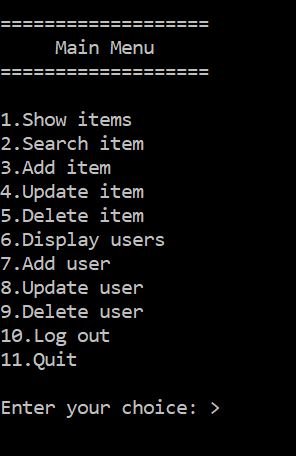 ===================
Main Menu
===================
1.Show items
2.Search item
3.Add item
4.Update item
5.Delete item
6.Display users
7.Add user
8.Update user
9.Delete user
10.Log out
11.Quit
Enter your choice: >